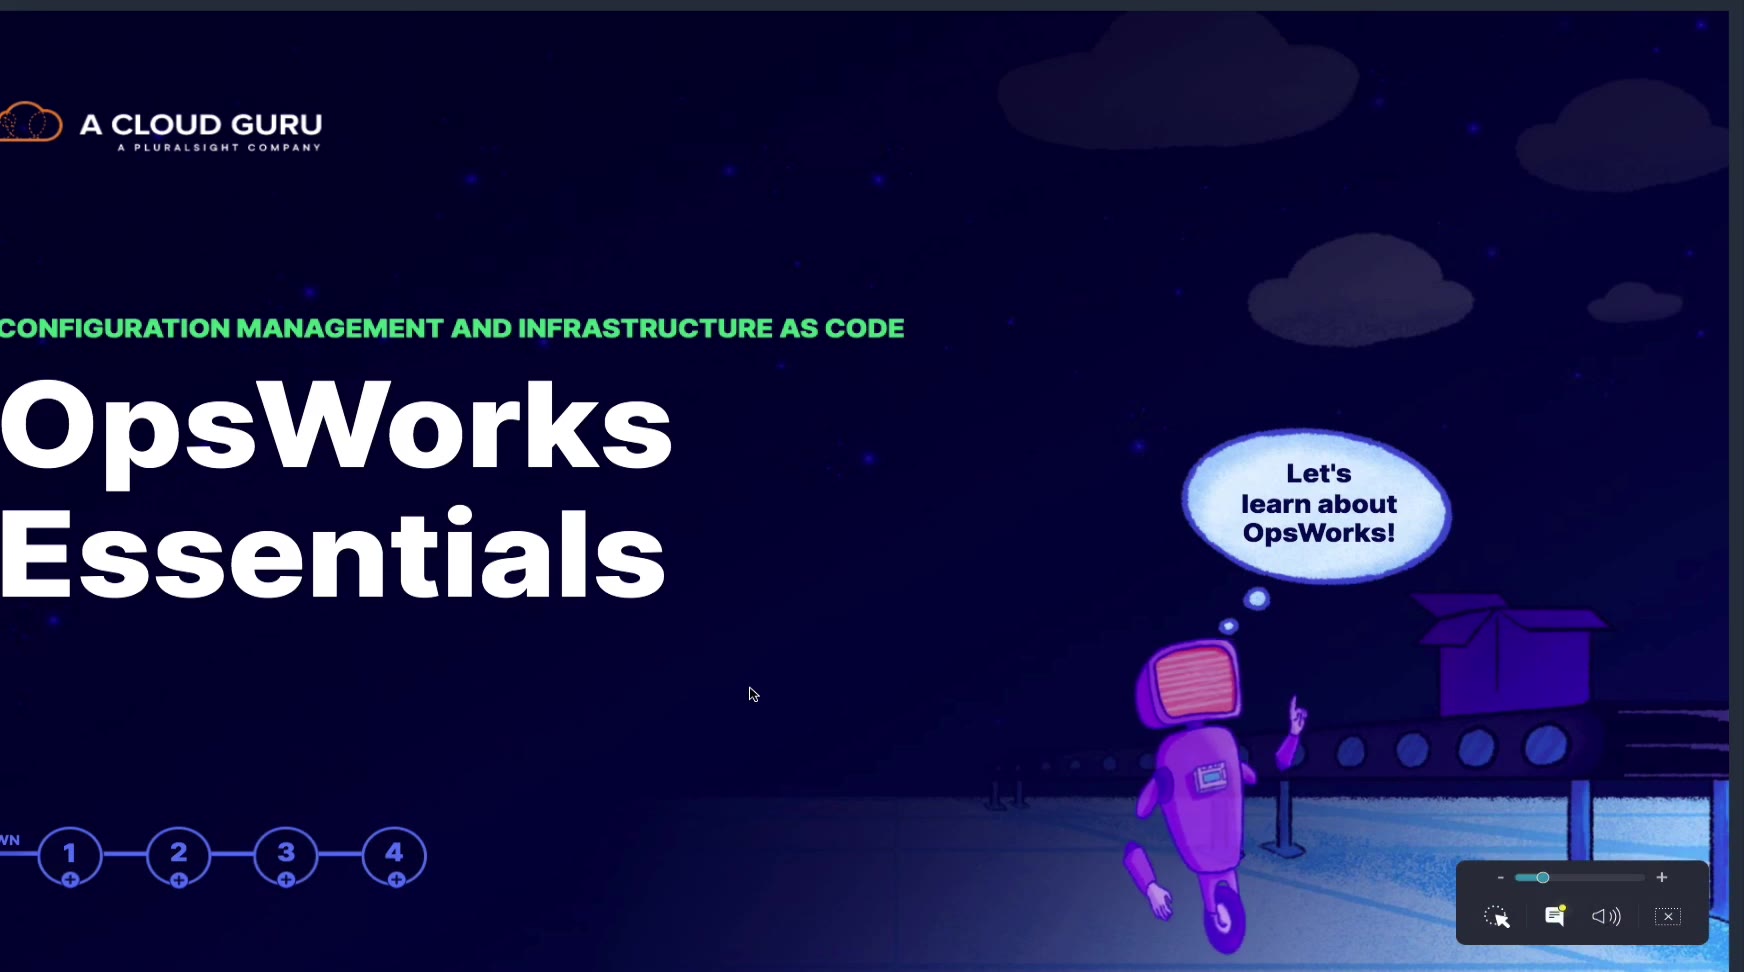 A CLOUD GURU
A PLURALSIGHT COMPANY
CONFIGURATION MANAGEMENT AND INFRASTRUCTURE AS CODE
OpsWorks
Essentials
Let's
learn about
OpsWorks!
WN
1 2 3 4